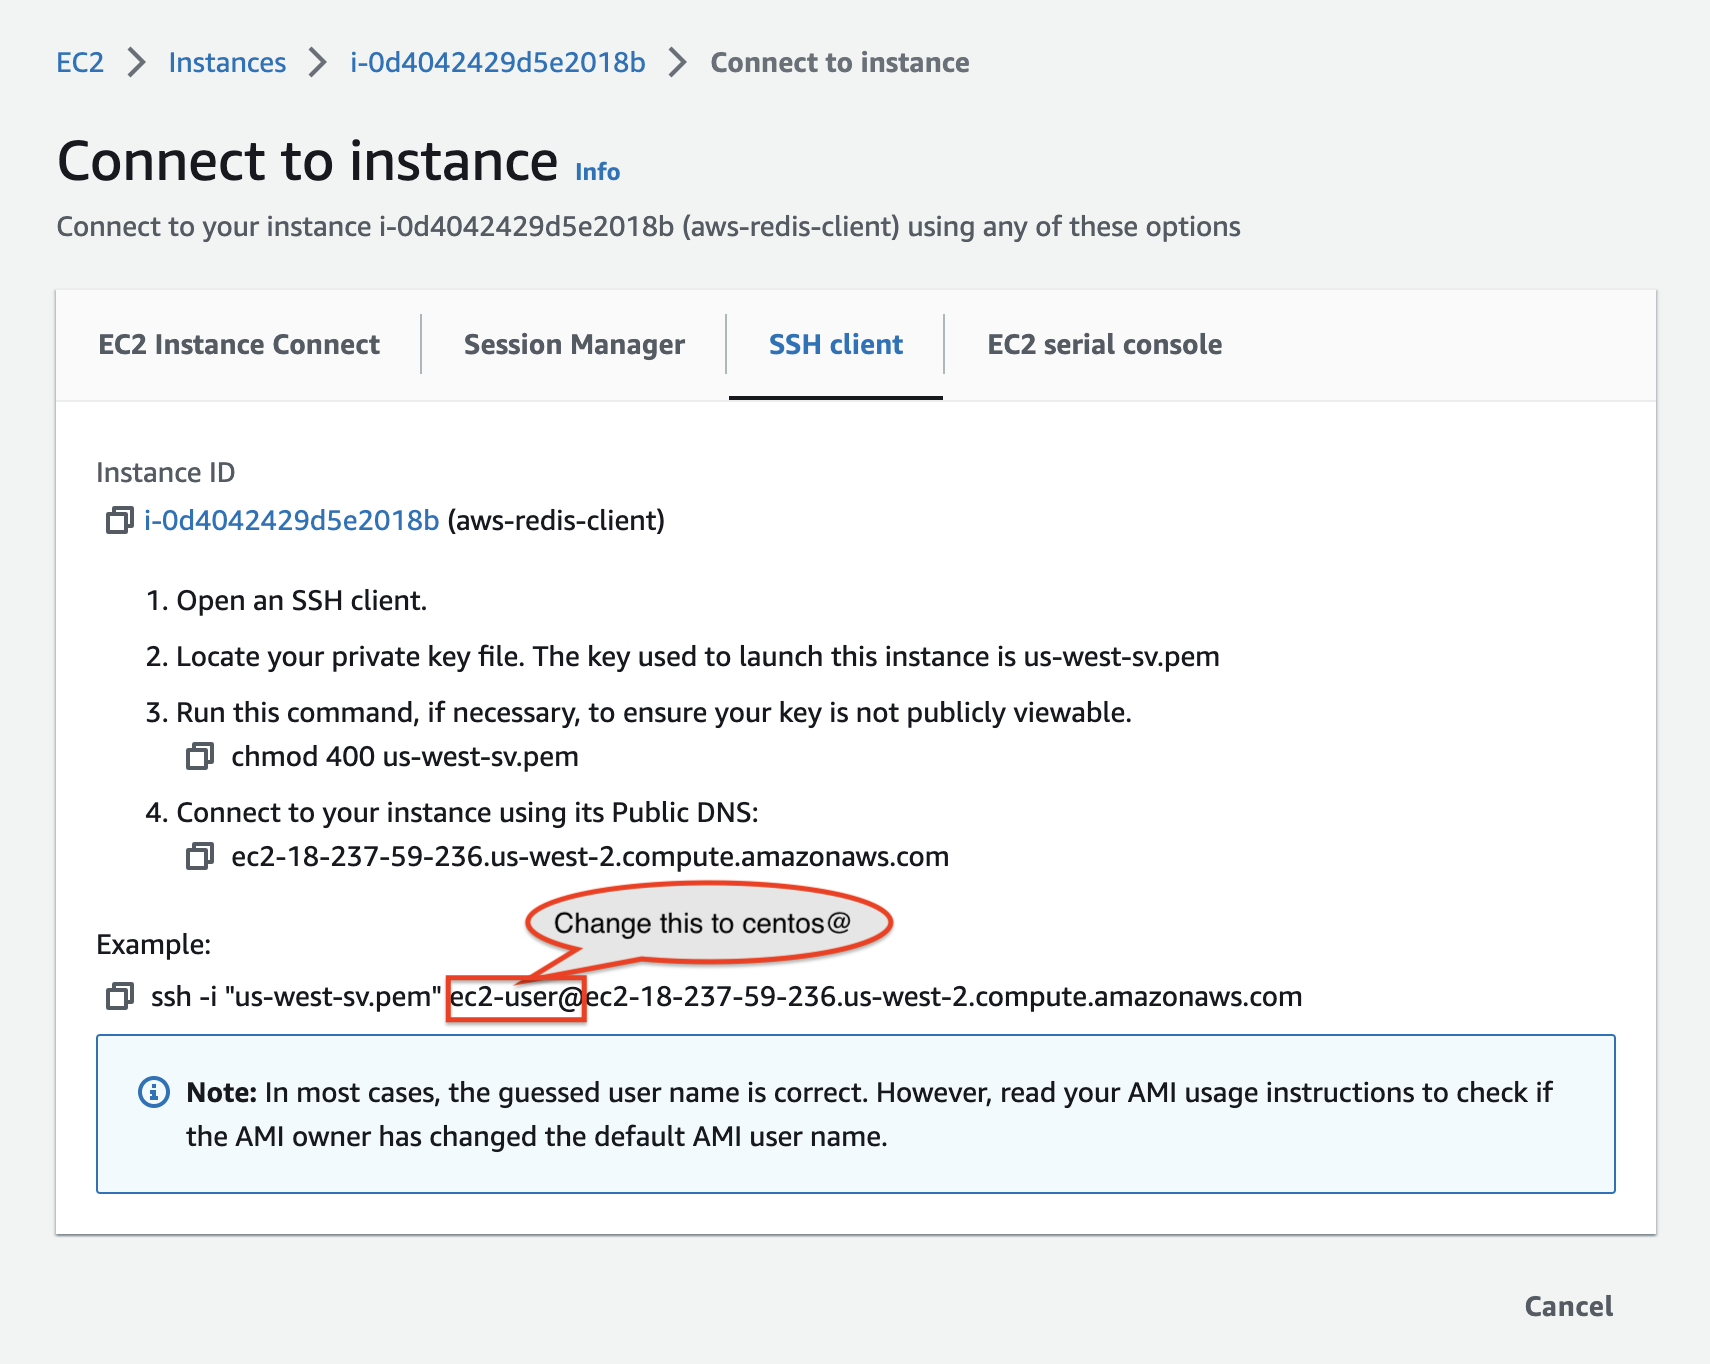 EC2 > Instances > i-0d4042429d5e2018b > Connect to instance
Connect to instance Info
Connect to your instance i-0d4042429d5e2018b (aws-redis-client) using any of these options
EC2 Instance Connect Session Manager SSH client EC2 serial console
Instance ID
i-0d4042429d5e2018b (aws-redis-client)
1. Open an SSH client.
2. Locate your private key file. The key used to launch this instance is us-west-sv.pem
3. Run this command, if necessary, to ensure your key is not publicly viewable.
chmod 400 us-west-sv.pem
4. Connect to your instance using its Public DNS:
ec2-18-237-59-236.us-west-2.compute.amazonaws.com
Change this to centos@
Example:
ssh -i "us-west-sv.pem" ec2-user@ec2-18-237-59-236.us-west-2.compute.amazonaws.com
Note: In most cases, the guessed user name is correct. However, read your AMI usage instructions to check if
the AMI owner has changed the default AMI user name.
Cancel